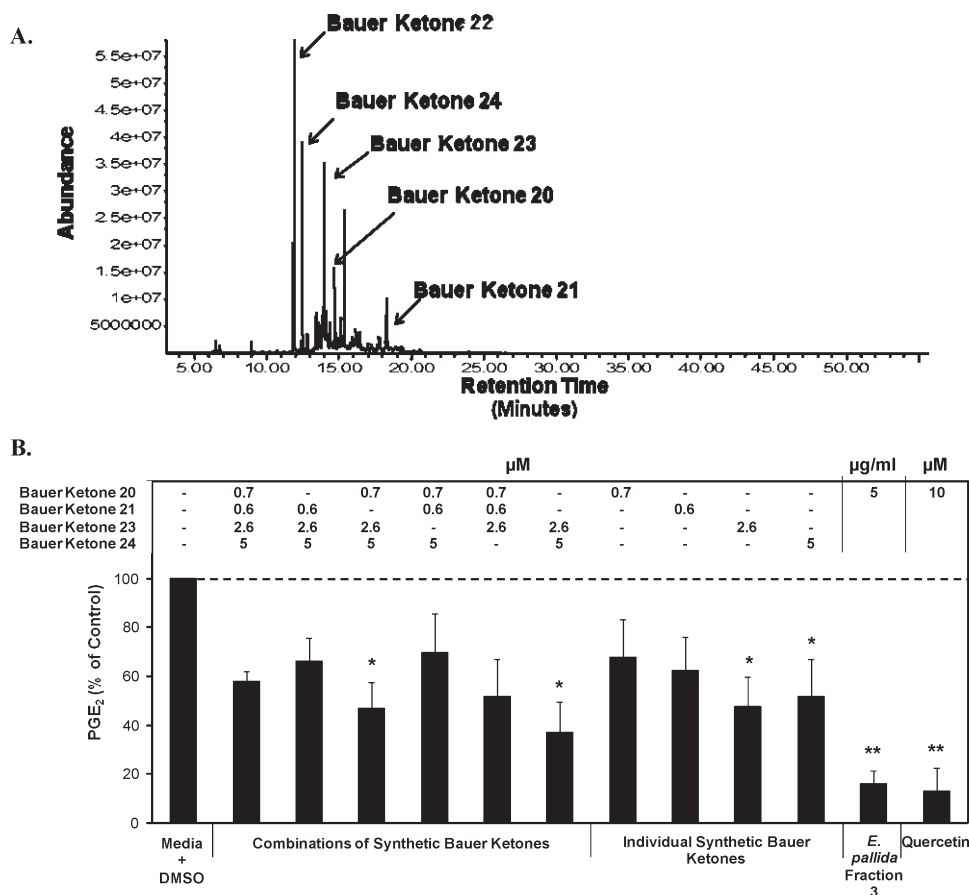 A.
Bauer Ketone 22
5.5e+07
5e+07
Bauer Ketone 24
4.5e+07
4e+07
Bauer Ketone 23
3.5e+07
3e+07
Bauer Ketone 20
2.5e+07
2e+07
1.5e+07
Bauer Ketone 21
1e+07
5000000
Abundance
5.00 10.00 15.00 20.00 25.00 30.00 35.00 40.00 45.00 50.00
Retention Time
(Minutes)
B.
µM µg/ml µM
Bauer Ketone 20 - 0.7 - 0.7 0.7 0.7 - 0.7 - - - 5 10
Bauer Ketone 21 - 0.6 0.6 - 0.6 0.6 - - 0.6 - -
Bauer Ketone 23 - 2.6 2.6 2.6 - 2.6 2.6 - - 2.6 -
Bauer Ketone 24 - 5 5 5 5 - 5 - - - 5
PGE₂ (% of Control)
100
80
60
40
20
0
* * * * ** **
Media
+
DMSO
Combinations of Synthetic Bauer Ketones
Individual Synthetic Bauer
Ketones
E.
pallida
Fraction
3
Quercetin